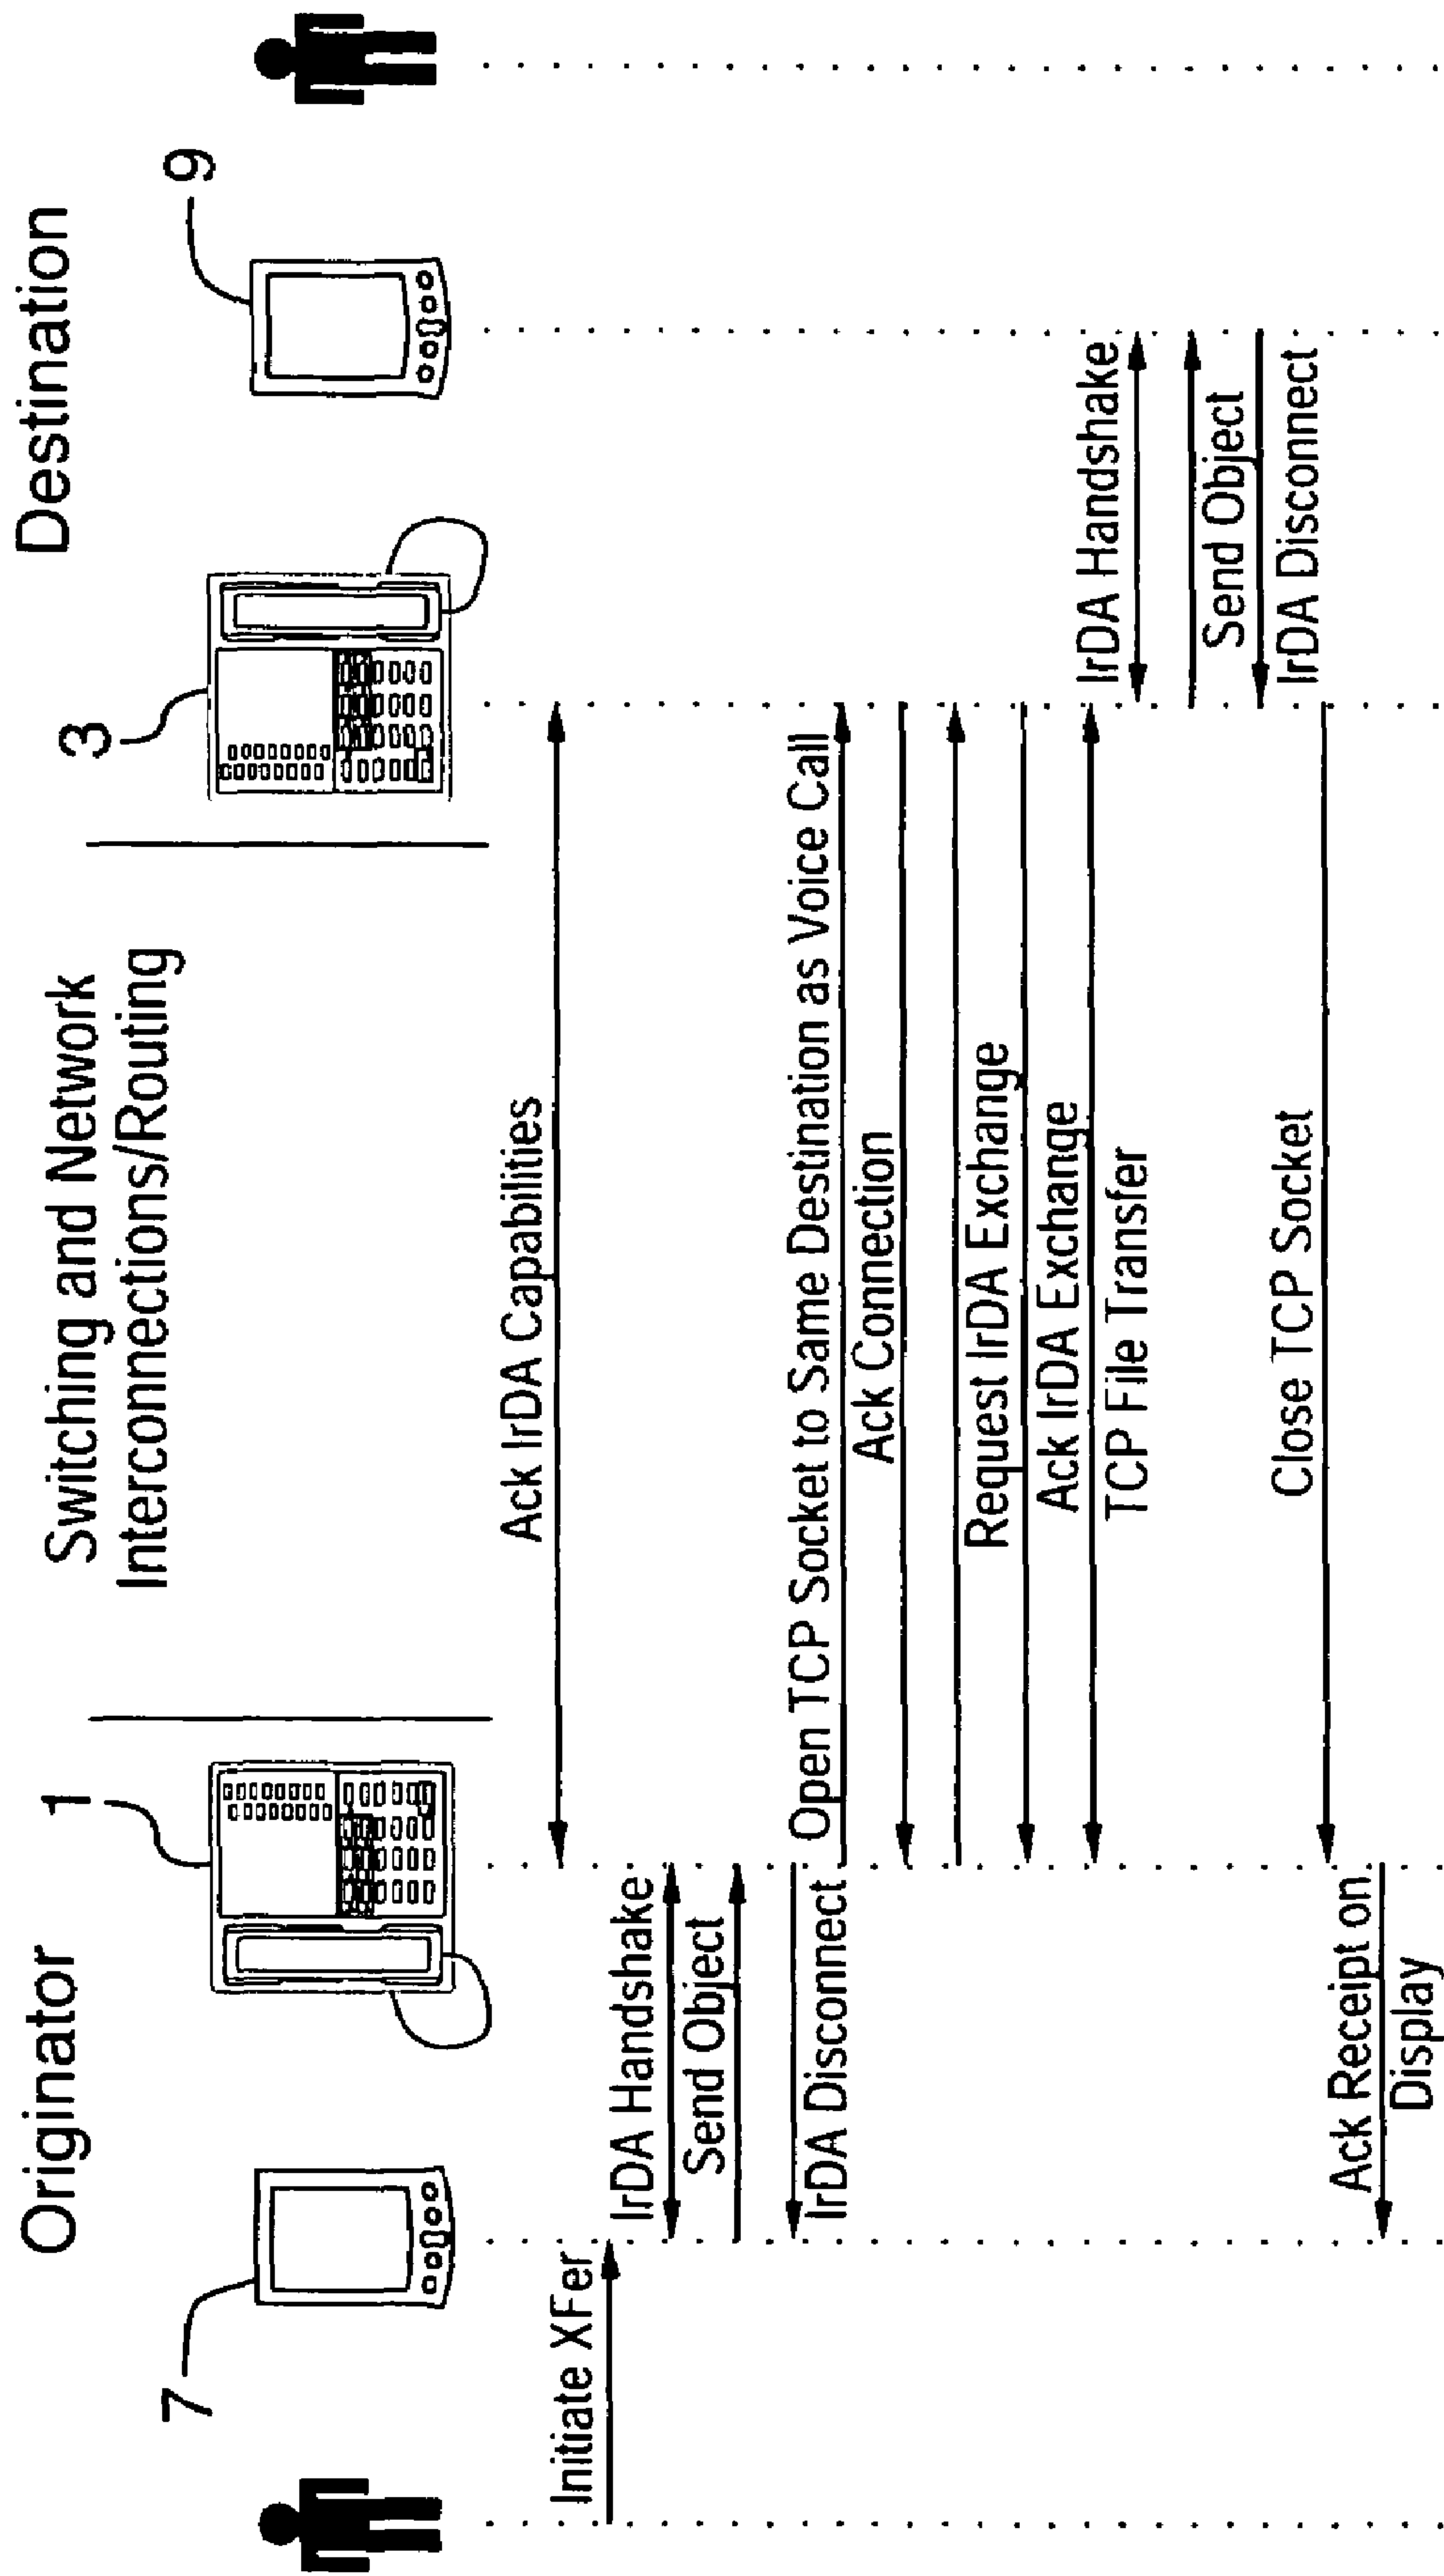 Originator
Switching and Network
Interconnections/Routing
Destination
7
1
3
9
Ack IrDA Capabilities
Initiate XFer
IrDA Handshake
Send Object
IrDA Disconnect
Open TCP Socket to Same Destination as Voice Call
Ack Connection
Request IrDA Exchange
Ack IrDA Exchange
TCP File Transfer
IrDA Handshake
Send Object
IrDA Disconnect
Close TCP Socket
Ack Receipt on
Display